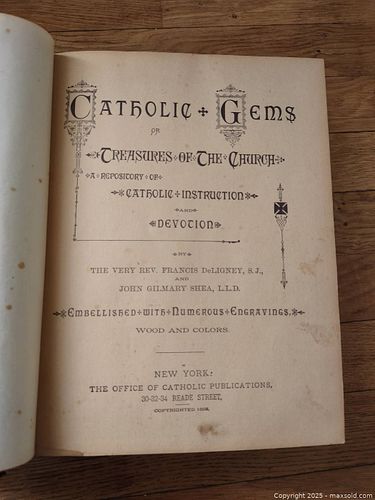 CATHOLIC + GEMS
OR
TREASURES OF THE CHURCH
A REPOSITORY OF
CATHOLIC INSTRUCTION
AND
DEVOTION
BY
THE VERY REV. FRANCIS DeLIGNEY, S. J.,
AND
JOHN GILMARY SHEA, L.L.D.
EMBELLISHED WITH NUMEROUS ENGRAVINGS,
WOOD AND COLORS.
NEW YORK:
THE OFFICE OF CATHOLIC PUBLICATIONS,
30-32-34 READE STREET,
COPYRIGHTED
Copyright © 2025 - maxsold.com